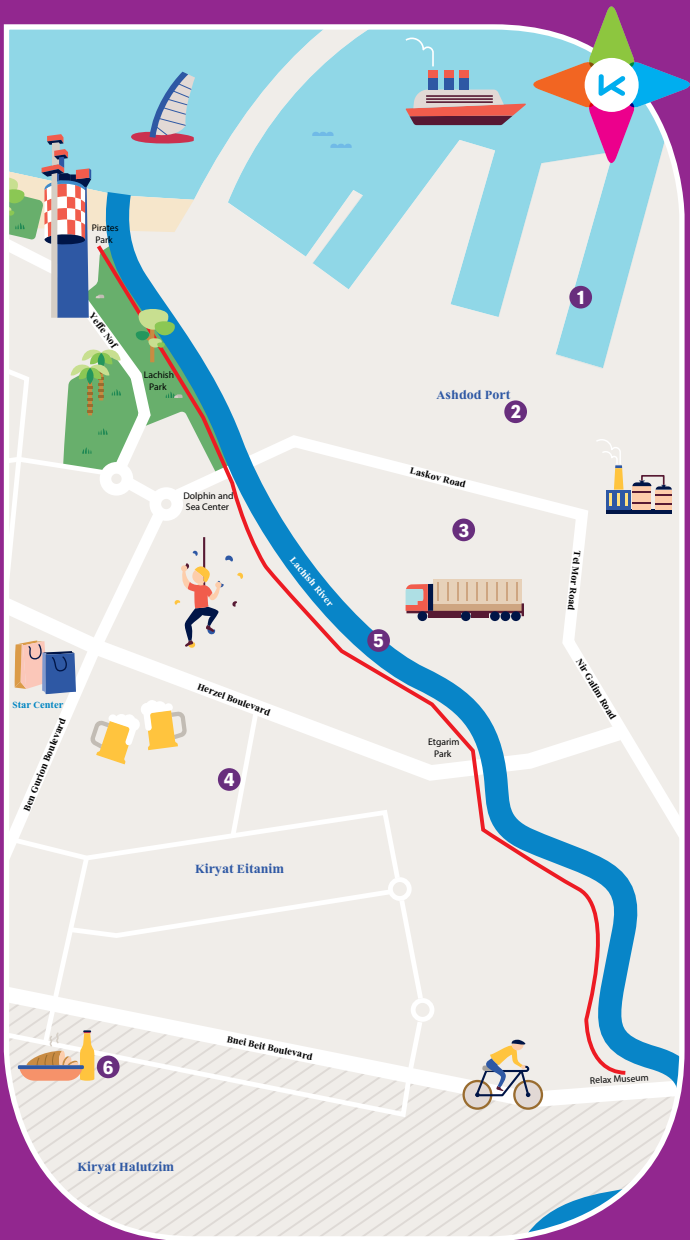 Pirates
Park
1
Yeffe Nof
Lachish
Park
Ashdod Port
2
Laskov Road
Dolphin and
Sea Center
3
Tel Mor Road
Lachish River
5
Nir Galim Road
Star Center
Herzel Boulevard
Ben Gurion Boulevard
Etgarim
Park
4
Kiryat Eitanim
Bnei Beit Boulevard
6
Relax Museum
Kiryat Halutzim